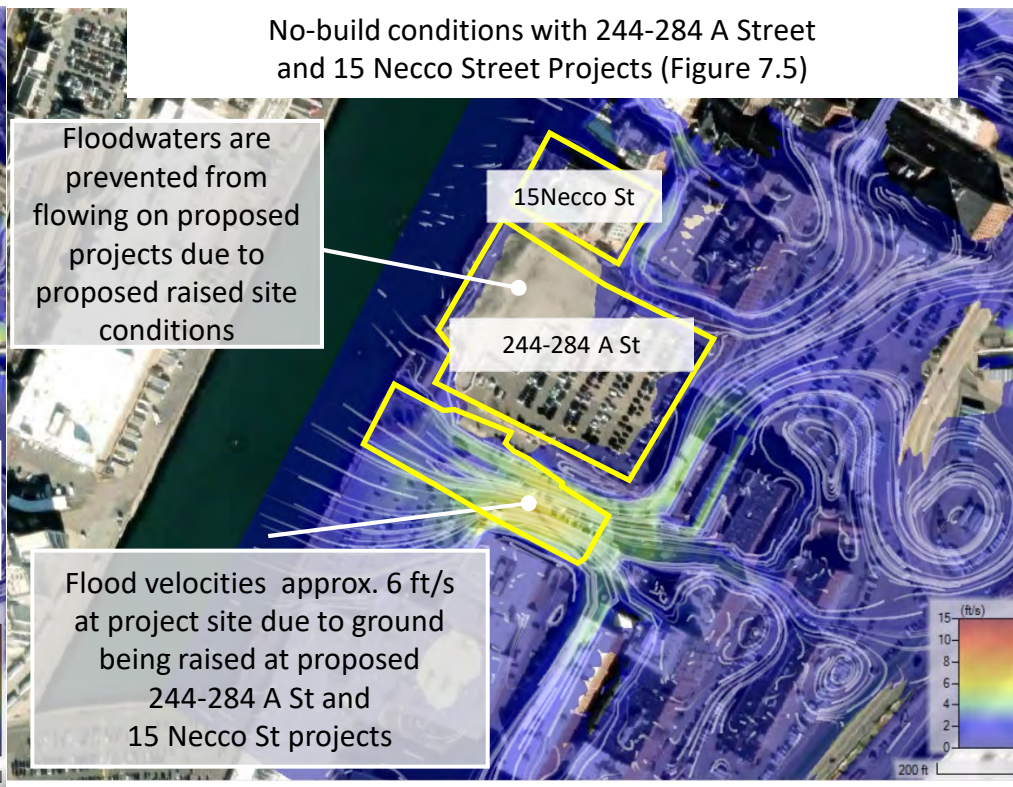 No-build conditions with 244-284 A Street
and 15 Necco Street Projects (Figure 7.5)
Floodwaters are
prevented from
flowing on proposed
projects due to
proposed raised site
conditions
15Necco St
244-284 A St
Flood velocities approx. 6 ft/s
at project site due to ground
being raised at proposed
244-284 A St and
15 Necco St projects
(ft/s)
15
10
8
6
4
2
0
200 ft